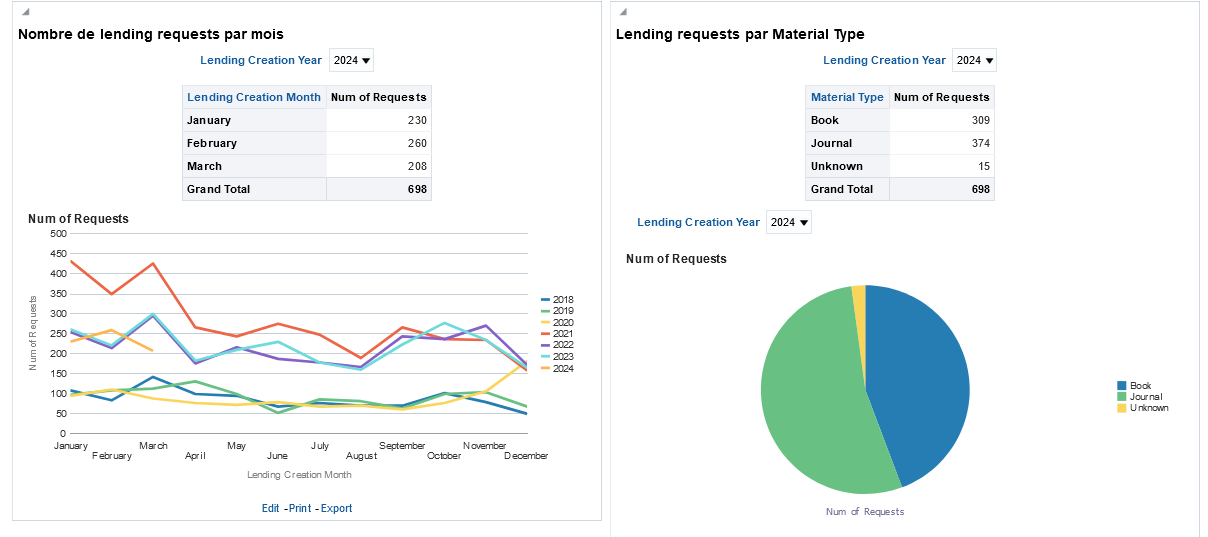 Nombre de lending requests par mois
Lending Creation Year 2024
Lending Creation Month Num of Requests
January 230
February 260
March 208
Grand Total 698
Num of Requests
500
450
400
350
300
250
200
150
100
50
0
Num of Requests
January
February
March
April
May
June
July
August
September
October
November
December
Lending Creation Month
2018
2019
2020
2021
2022
2023
2024
Edit -Print -Export
Lending requests par Material Type
Lending Creation Year 2024
Material Type Num of Requests
Book 309
Journal 374
Unknown 15
Grand Total 698
Lending Creation Year 2024
Num of Requests
Book
Journal
Unknown
Num of Requests